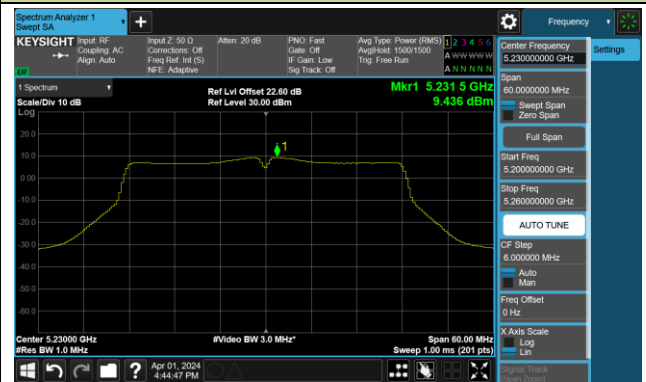 Spectrum Analyzer 1
Swept SA
+
Frequency
KEYSIGHT
Input: RF
Coupling: AC
Align: Auto
Input Z: 50 Ω
Corrections: Off
Freq Ref: Int (S)
NFE: Adaptive
Atten: 20 dB
PNO: Fast
Gate: Off
IF Gain: Low
Sig Track: Off
Avg Type: Power (RMS)
Avg|Hold: 1500/1500
Trig: Free Run
1 2 3 4 5 6
A W W W W W
A N N N N N
LXI
1 Spectrum
Scale/Div 10 dB
Log
Ref Lvl Offset 22.60 dB
Ref Level 30.00 dBm
Mkr1 5.231 5 GHz
9.436 dBm
1
20.0
10.0
0.00
-10.0
-20.0
-30.0
-40.0
-50.0
-60.0
Center 5.23000 GHz
#Res BW 1.0 MHz
#Video BW 3.0 MHz*
Span 60.00 MHz
Sweep 1.00 ms (201 pts)
?
Apr 01, 2024
4:44:47 PM
Center Frequency
5.230000000 GHz
Settings
Span
60.0000000 MHz
Swept Span
Zero Span
Full Span
Start Freq
5.200000000 GHz
Stop Freq
5.260000000 GHz
AUTO TUNE
CF Step
6.000000 MHz
Auto
Man
Freq Offset
0 Hz
X Axis Scale
Log
Lin
Signal Track
(Span Zoom)